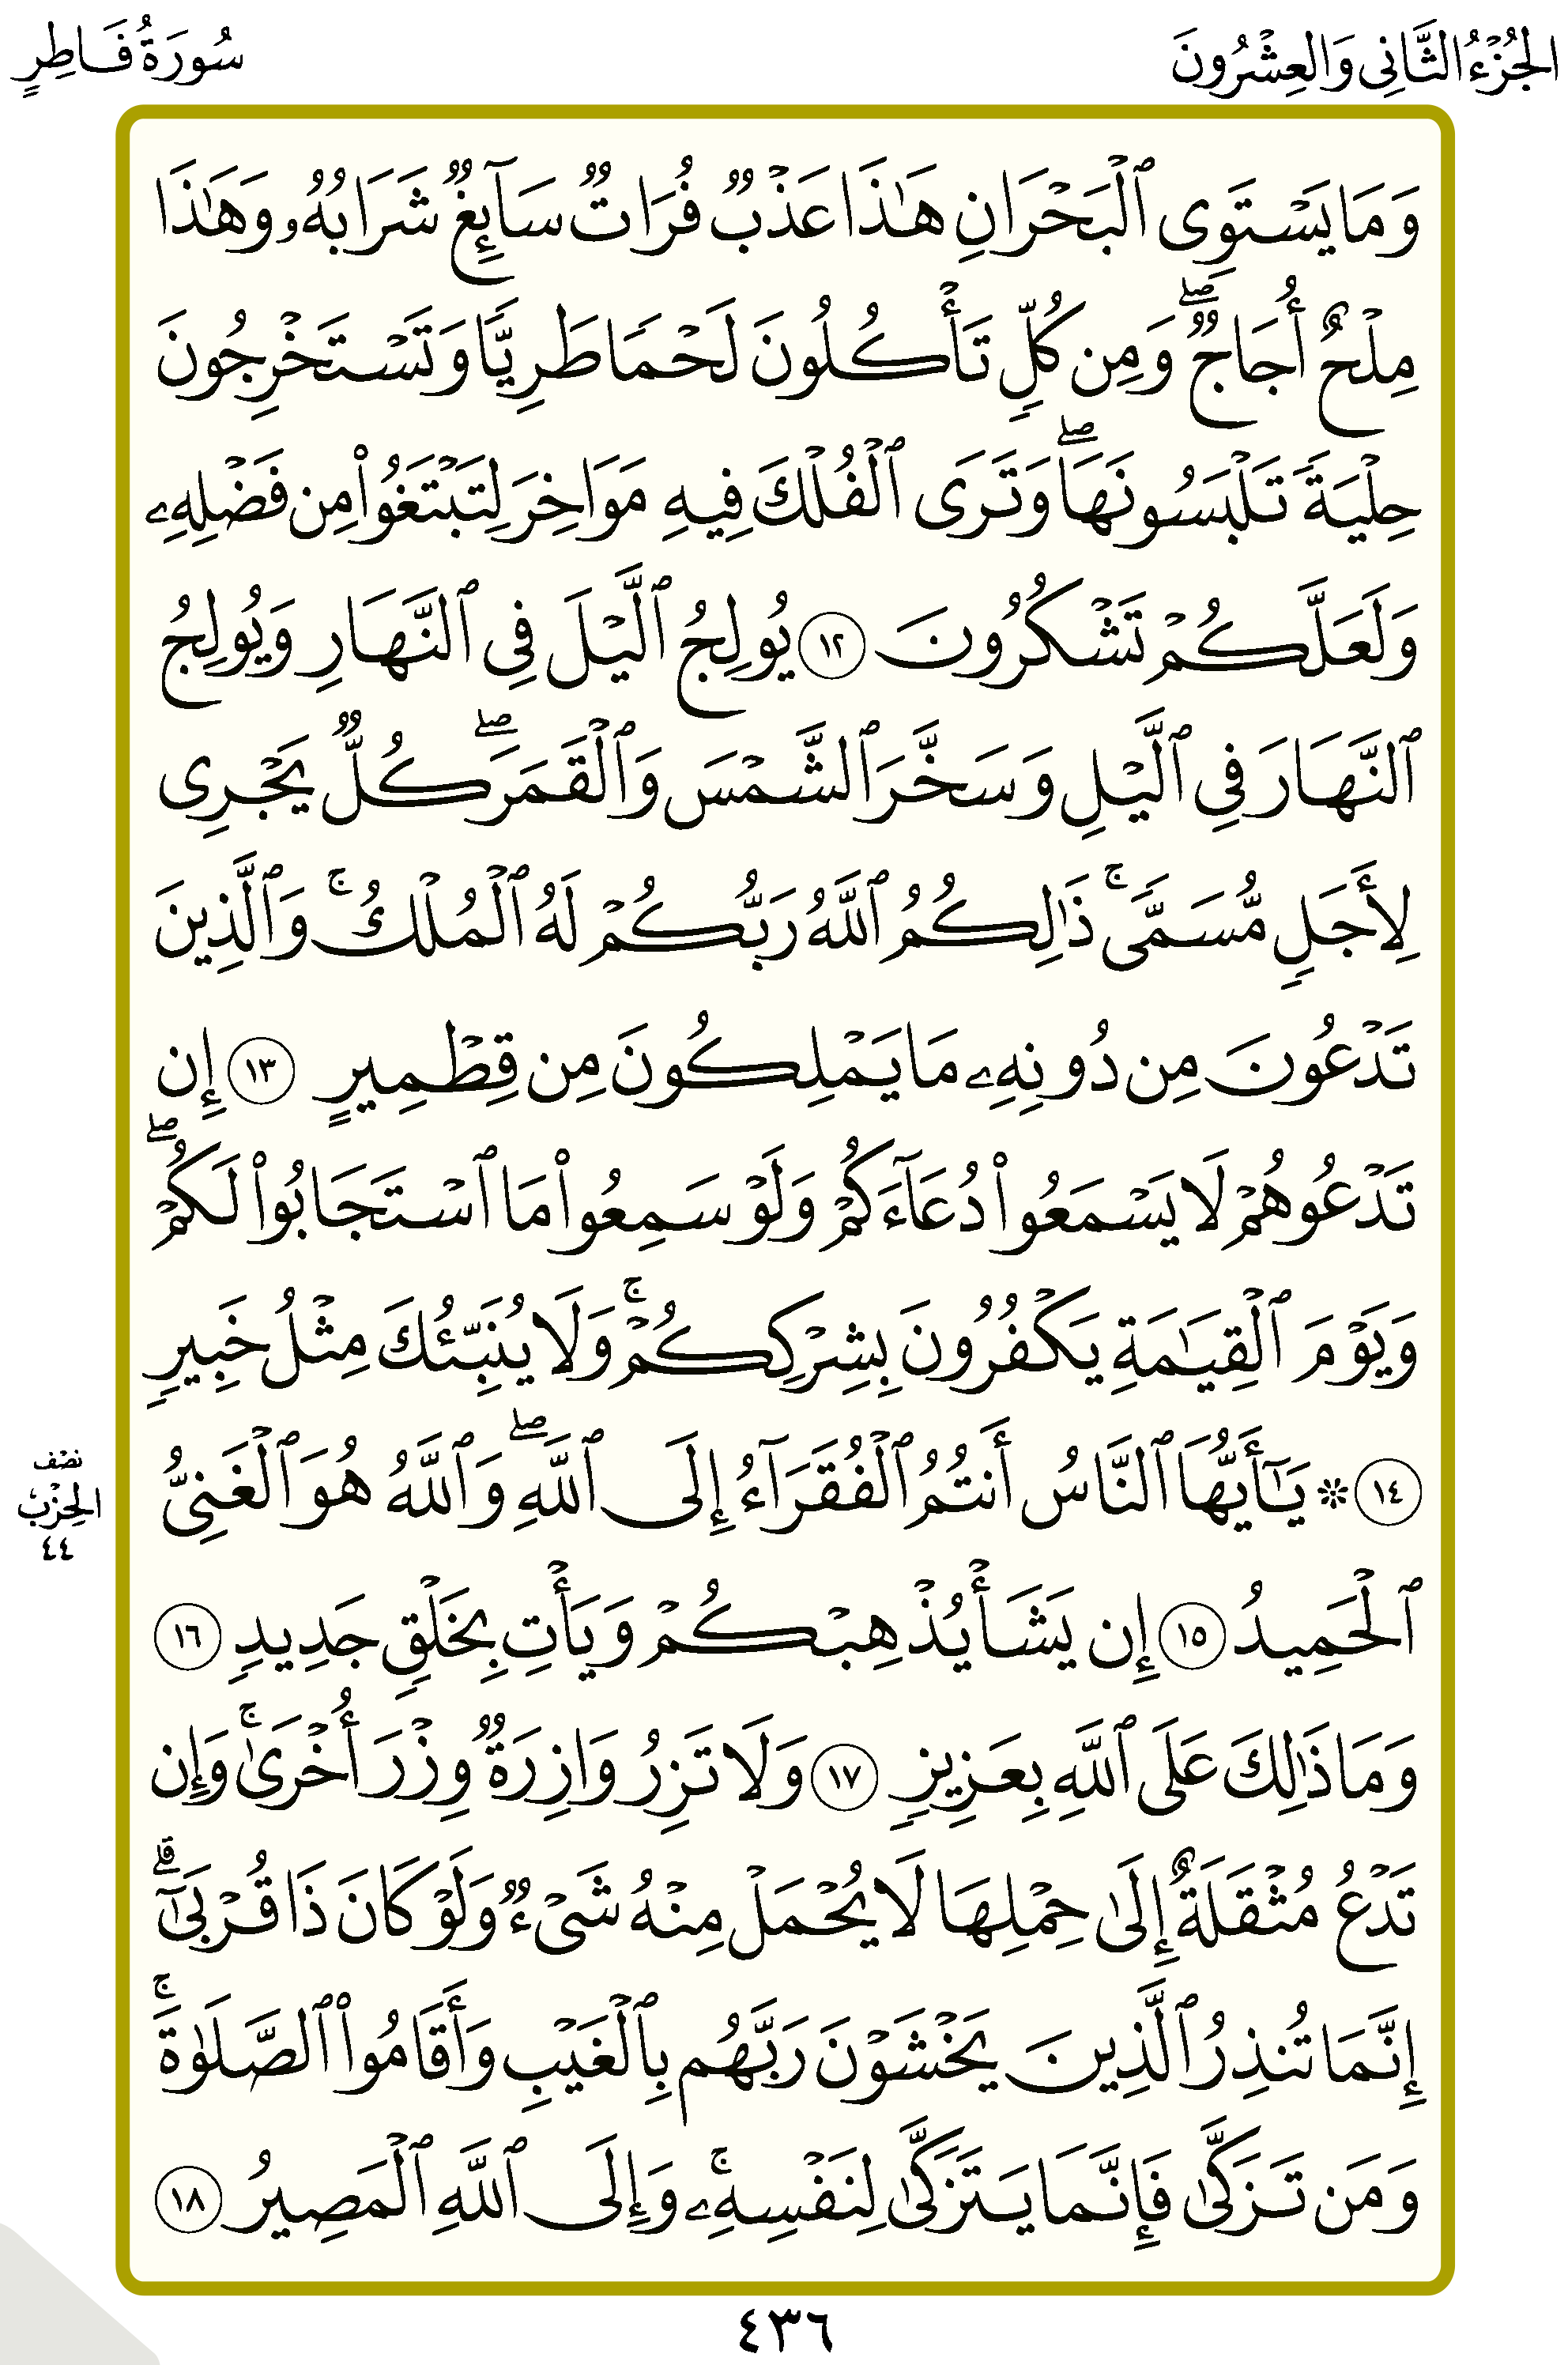 الجُزْءُ الثَّانِي وَالعِشْرُونَ
سُورَةُ فَاطِرٍ
وَمَا يَسْتَوِى ٱلْبَحْرَانِ هَـٰذَا عَذْبٌ فُرَاتٌ سَآئِغٌ شَرَابُهُۥ وَهَـٰذَا
مِلْحٌ أُجَاجٌ ۖ وَمِن كُلٍّ تَأْكُلُونَ لَحْمًا طَرِيًّا وَتَسْتَخْرِجُونَ
حِلْيَةً تَلْبَسُونَهَا ۖ وَتَرَى ٱلْفُلْكَ فِيهِ مَوَاخِرَ لِتَبْتَغُوا۟ مِن فَضْلِهِۦ
وَلَعَلَّكُمْ تَشْكُرُونَ ١٢ يُولِجُ ٱلَّيْلَ فِى ٱلنَّهَارِ وَيُولِجُ
ٱلنَّهَارَ فِى ٱلَّيْلِ وَسَخَّرَ ٱلشَّمْسَ وَٱلْقَمَرَ ۖ كُلٌّ يَجْرِى
لِأَجَلٍ مُّسَمًّى ۚ ذَٰلِكُمُ ٱللَّهُ رَبُّكُمْ لَهُ ٱلْمُلْكُ ۚ وَٱلَّذِينَ
تَدْعُونَ مِن دُونِهِۦ مَا يَمْلِكُونَ مِن قِطْمِيرٍ ١٣ إِن
تَدْعُوهُمْ لَا يَسْمَعُوا۟ دُعَآءَكُمْ وَلَوْ سَمِعُوا۟ مَا ٱسْتَجَابُوا۟ لَكُمْ ۖ
وَيَوْمَ ٱلْقِيَـٰمَةِ يَكْفُرُونَ بِشِرْكِكُمْ ۚ وَلَا يُنَبِّئُكَ مِثْلُ خَبِيرٍ
١٤ ۞ يَـٰٓأَيُّهَا ٱلنَّاسُ أَنتُمُ ٱلْفُقَرَآءُ إِلَى ٱللَّهِ ۖ وَٱللَّهُ هُوَ ٱلْغَنِىُّ
نصف
الحِزْب
٤٤
ٱلْحَمِيدُ ١٥ إِن يَشَأْ يُذْهِبْكُمْ وَيَأْتِ بِخَلْقٍ جَدِيدٍ ١٦
وَمَا ذَٰلِكَ عَلَى ٱللَّهِ بِعَزِيزٍ ١٧ وَلَا تَزِرُ وَازِرَةٌ وِزْرَ أُخْرَىٰ ۚ وَإِن
تَدْعُ مُثْقَلَةٌ إِلَىٰ حِمْلِهَا لَا يُحْمَلْ مِنْهُ شَىْءٌ وَلَوْ كَانَ ذَا قُرْبَىٰٓ ۗ
إِنَّمَا تُنذِرُ ٱلَّذِينَ يَخْشَوْنَ رَبَّهُم بِٱلْغَيْبِ وَأَقَامُوا۟ ٱلصَّلَوٰةَ ۚ
وَمَن تَزَكَّىٰ فَإِنَّمَا يَتَزَكَّىٰ لِنَفْسِهِۦ ۚ وَإِلَى ٱللَّهِ ٱلْمَصِيرُ ١٨
٤٣٦